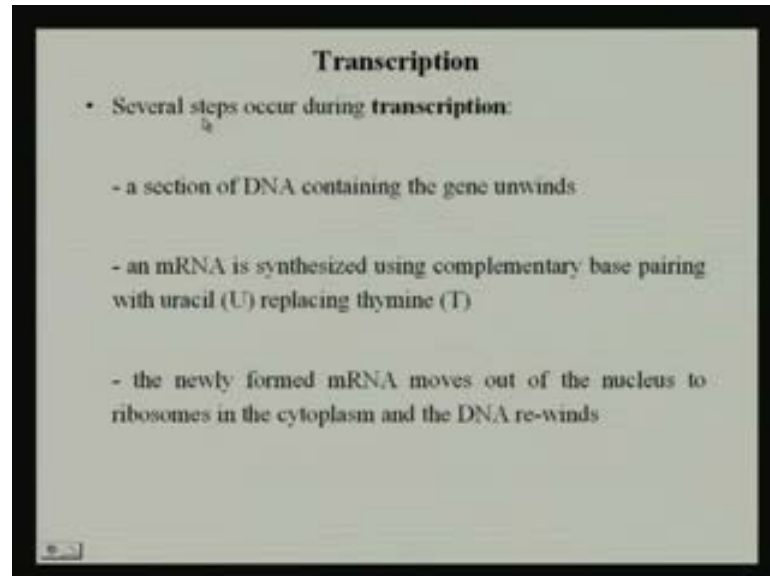 Transcription
• Several steps occur during transcription:
- a section of DNA containing the gene unwinds
- an mRNA is synthesized using complementary base pairing
with uracil (U) replacing thymine (T)
- the newly formed mRNA moves out of the nucleus to
ribosomes in the cytoplasm and the DNA re-winds